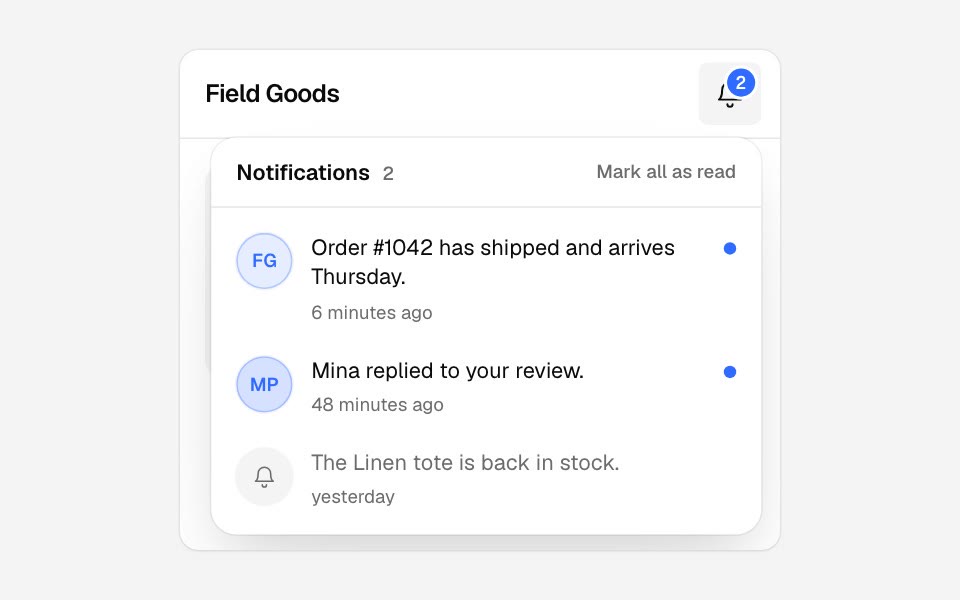 Field Goods
2
Notifications 2
Mark all as read
FG
Order #1042 has shipped and arrives
Thursday.
6 minutes ago
MP
Mina replied to your review.
48 minutes ago
The Linen tote is back in stock.
yesterday